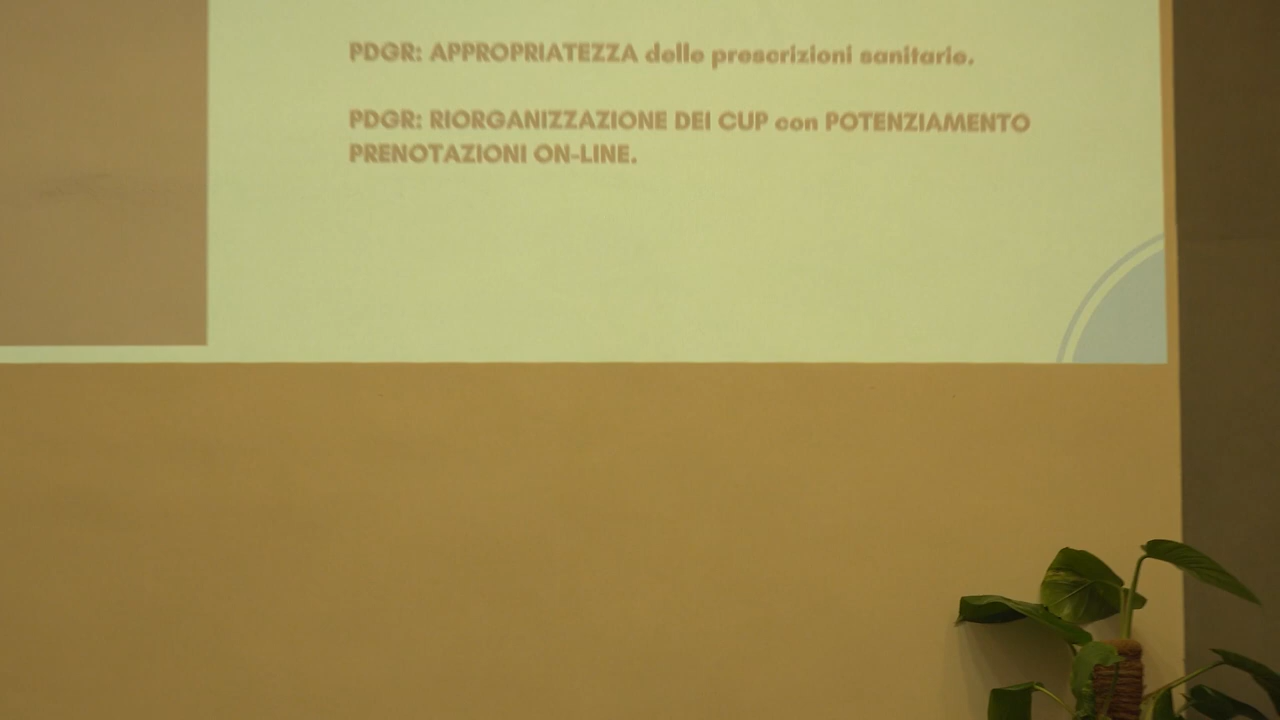 PDGR: APPROPRIATEZZA delle prescrizioni sanitarie.
PDGR: RIORGANIZZAZIONE DEI CUP con POTENZIAMENTO
PRENOTAZIONI ON-LINE.